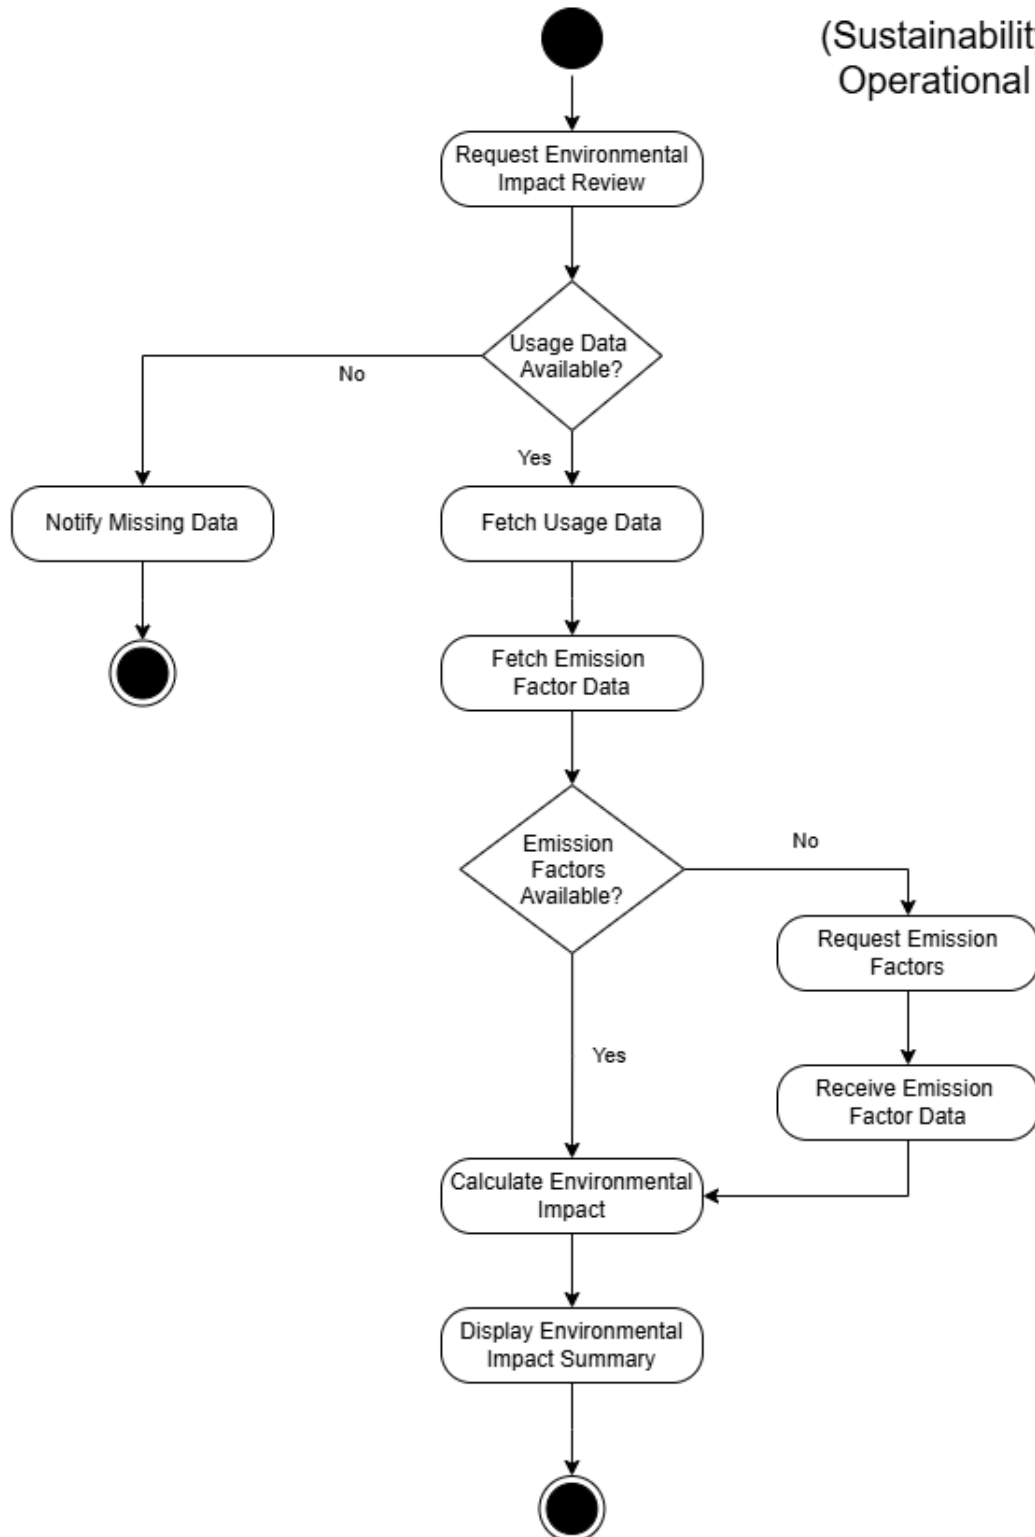 (Sustainabilit
Operational
Request Environmental
Impact Review
Usage Data
Available?
No
Yes
Notify Missing Data
Fetch Usage Data
Fetch Emission
Factor Data
Emission
Factors
Available?
No
Request Emission
Factors
Yes
Receive Emission
Factor Data
Calculate Environmental
Impact
Display Environmental
Impact Summary